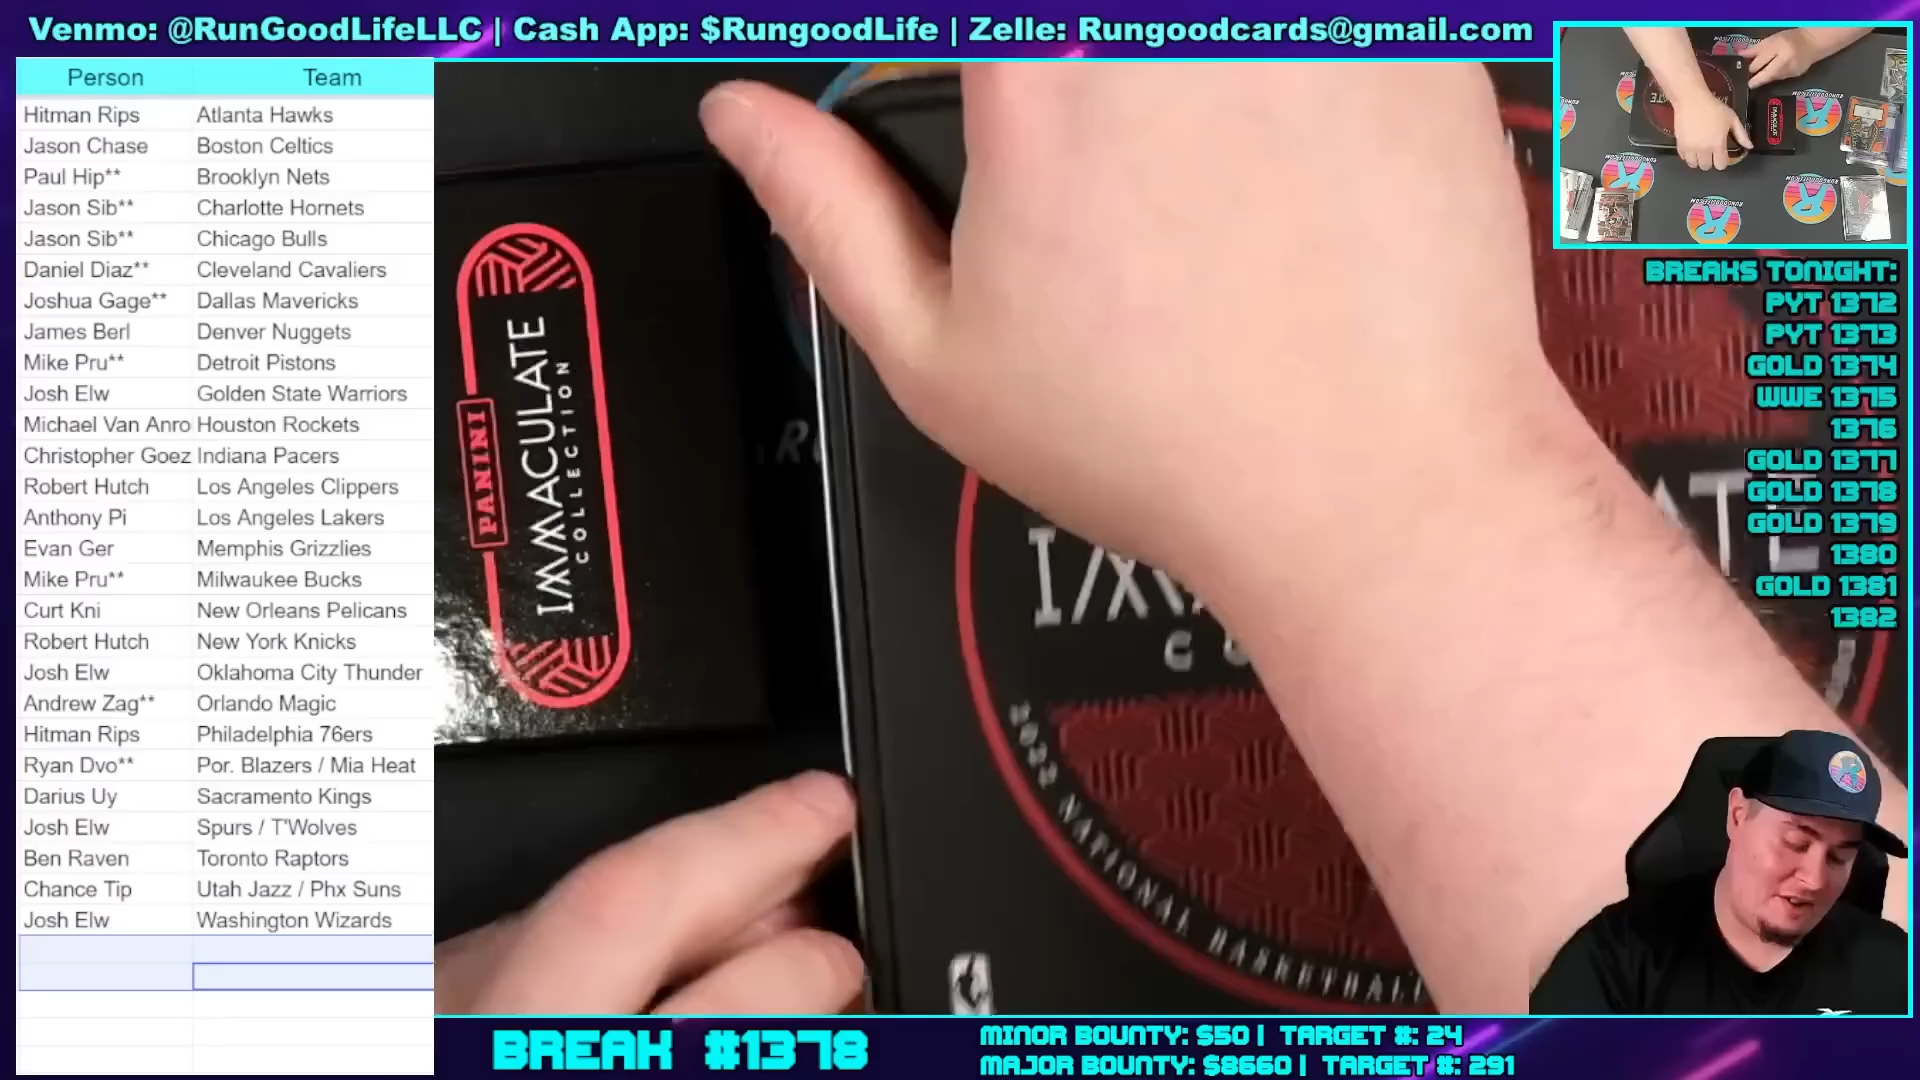 Venmo: @RunGoodLifeLLC | Cash App: $RungoodLife | Zelle: Rungoodcards@gmail.com
Person Team
Hitman Rips Atlanta Hawks
Jason Chase Boston Celtics
Paul Hip** Brooklyn Nets
Jason Sib** Charlotte Hornets
Jason Sib** Chicago Bulls
Daniel Diaz** Cleveland Cavaliers
Joshua Gage** Dallas Mavericks
James Berl Denver Nuggets
Mike Pru** Detroit Pistons
Josh Elw Golden State Warriors
Michael Van Anro Houston Rockets
Christopher Goez Indiana Pacers
Robert Hutch Los Angeles Clippers
Anthony Pi Los Angeles Lakers
Evan Ger Memphis Grizzlies
Mike Pru** Milwaukee Bucks
Curt Kni New Orleans Pelicans
Robert Hutch New York Knicks
Josh Elw Oklahoma City Thunder
Andrew Zag** Orlando Magic
Hitman Rips Philadelphia 76ers
Ryan Dvo** Por. Blazers / Mia Heat
Darius Uy Sacramento Kings
Josh Elw Spurs / T'Wolves
Ben Raven Toronto Raptors
Chance Tip Utah Jazz / Phx Suns
Josh Elw Washington Wizards
PANINI
IMMACULATE
COLLECTION
NATIONAL BASKETBALL
BREAKS TONIGHT:
PYT 1372
PYT 1373
GOLD 1374
WWE 1375
1376
GOLD 1377
GOLD 1378
GOLD 1379
1380
GOLD 1381
1382
BREAK #1378
MINOR BOUNTY: $50 | TARGET #: 24
MAJOR BOUNTY: $8660 | TARGET #: 291